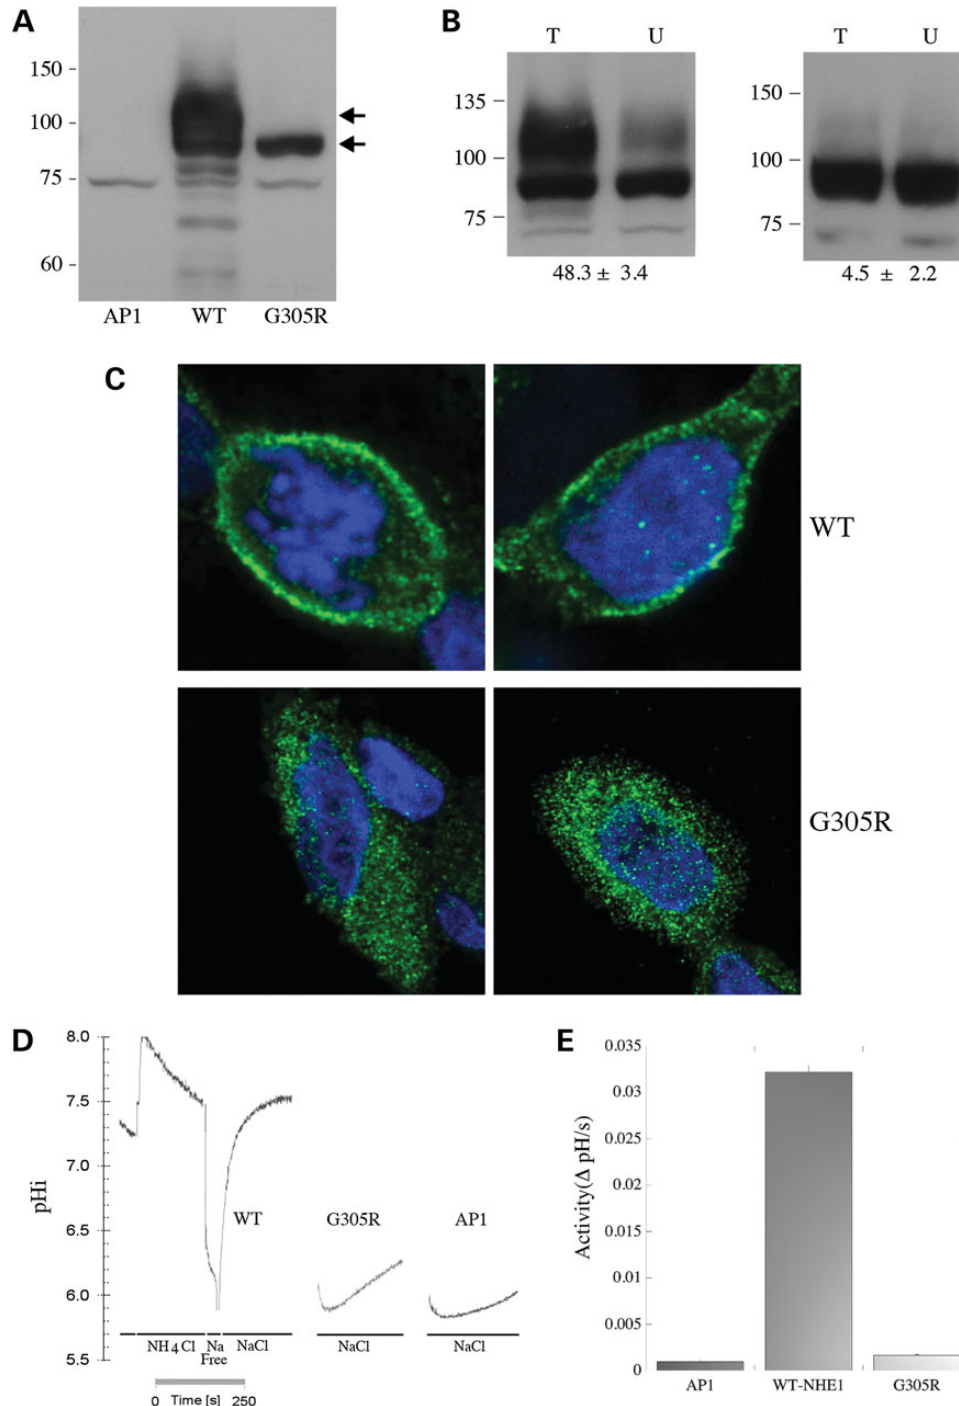 A
150
100
75
60
AP1 WT G305R
B
T U
135
100
75
48.3 ± 3.4
T U
150
100
75
4.5 ± 2.2
C
WT
G305R
D
pHi
8.0
7.5
7.0
6.5
6.0
5.5
WT
G305R
AP1
NH4Cl
Na
Free
NaCl
NaCl
NaCl
0 Time [s] 250
E
Activity(Δ pH/s)
0.035
0.03
0.025
0.02
0.015
0.01
0.005
0
AP1 WT-NHE1 G305R